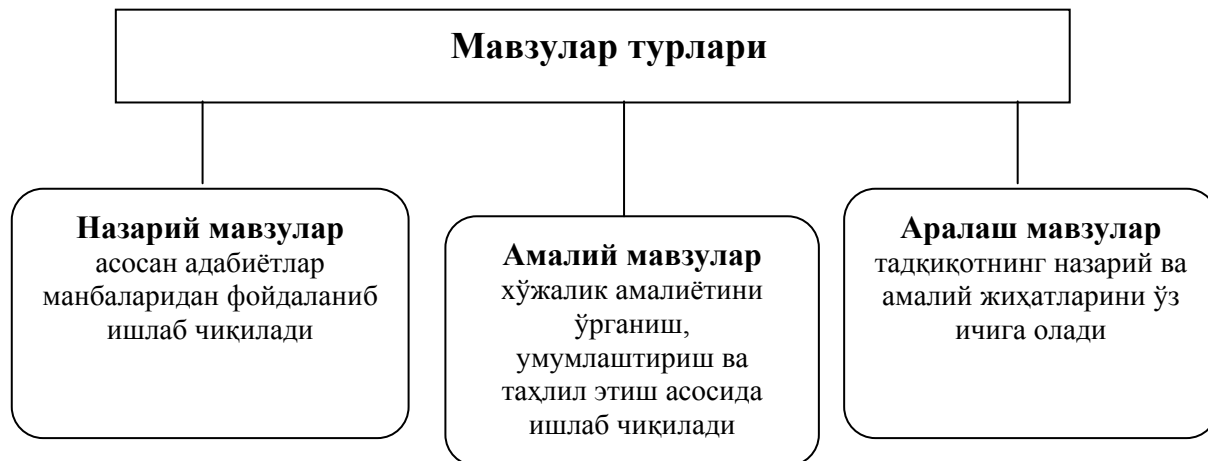 Мавзулар турлари
Назарий мавзулар
асосан адабиётлар
манбаларидан фойдаланиб
ишлаб чиқилади
Амалий мавзулар
хўжалик амалиётини
ўрганиш,
умумлаштириш ва
таҳлил этиш асосида
ишлаб чиқилади
Аралаш мавзулар
тадқиқотнинг назарий ва
амалий жиҳатларини ўз
ичига олади